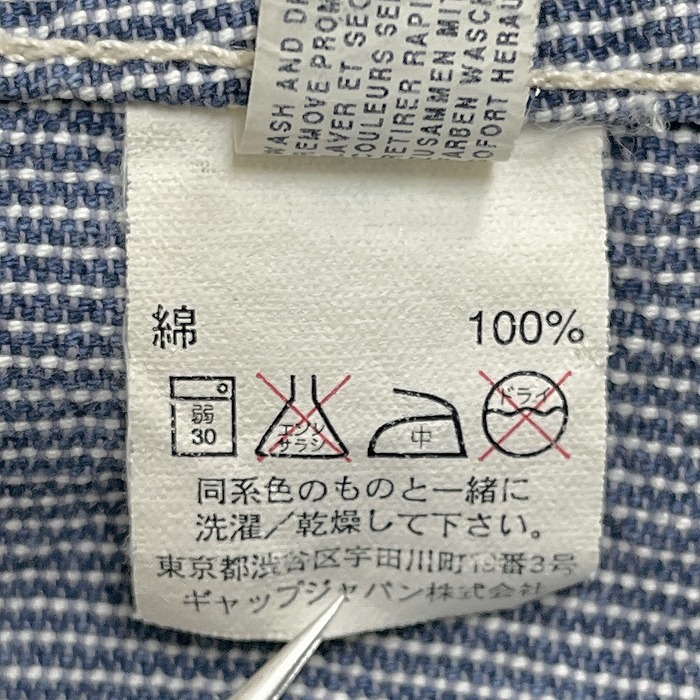 WASH AND
REMOVE PROM
LAVER ET SEC
COULEURS
RETIRER RAPI
ZUSAMMEN MIT
FARBEN WASCH
SOFORT HERAU
綿 100%
弱 30
エンソ サラシ
中
ドライ
同系色のものと一緒に
洗濯/乾燥して下さい。
東京都渋谷区宇田川町19番3号
ギャップジャパン株式会社